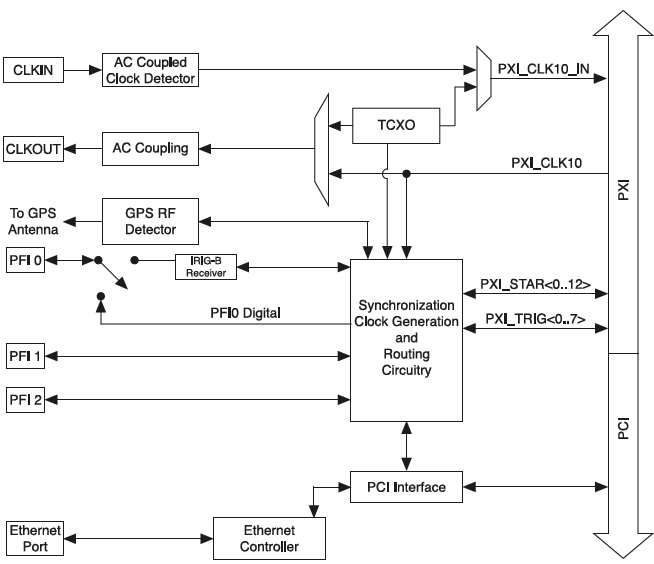 CLKIN
AC Coupled
Clock Detector
PXI_CLK10_IN
TCXO
CLKOUT
AC Coupling
PXI_CLK10
PXI
To GPS
Antenna
GPS RF
Detector
PFI 0
IRIG-B
Receiver
PFI0 Digital
Synchronization
Clock Generation
and
Routing
Circuitry
PXI_STAR<0..12>
PXI_TRIG<0..7>
PFI 1
PFI 2
PCI
PCI Interface
Ethernet
Port
Ethernet
Controller